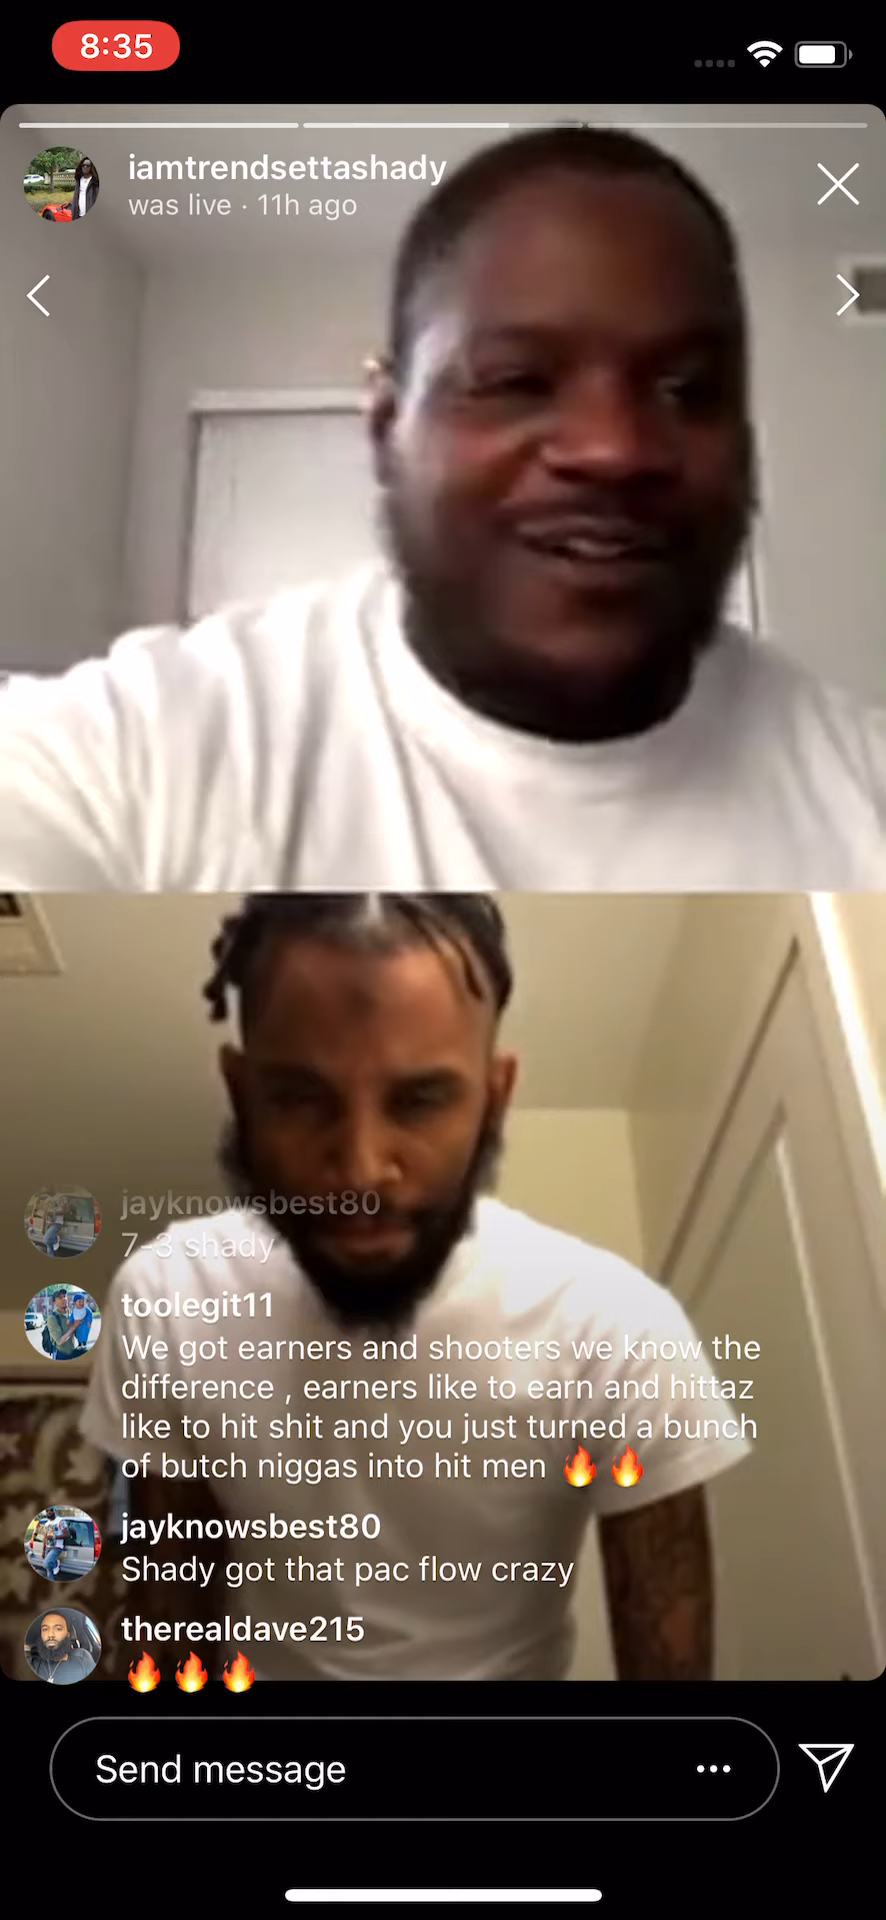 8:35
iamtrendsettashady
was live · 11h ago
jayknowsbest80
7-3 shady
toolegit11
We got earners and shooters we know the
difference , earners like to earn and hittaz
like to hit shit and you just turned a bunch
of butch niggas into hit men 🔥🔥
jayknowsbest80
Shady got that pac flow crazy
therealdave215
🔥🔥🔥
Send message